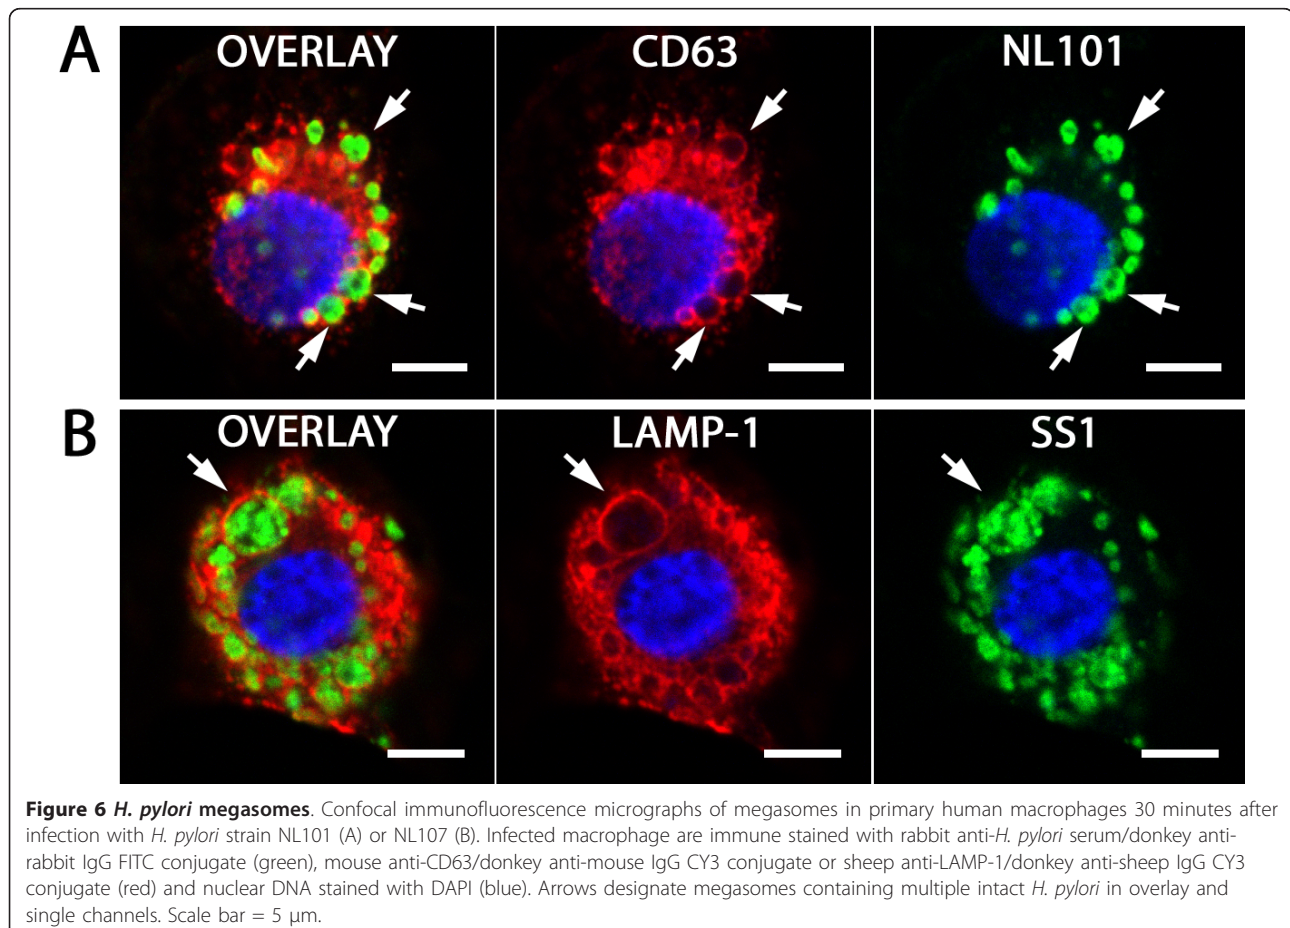 A
OVERLAY
CD63
NL101
B
OVERLAY
LAMP-1
SS1
Figure 6 H. pylori megasomes. Confocal immunofluorescence micrographs of megasomes in primary human macrophages 30 minutes after
infection with H. pylori strain NL101 (A) or NL107 (B). Infected macrophage are immune stained with rabbit anti-H. pylori serum/donkey anti-
rabbit IgG FITC conjugate (green), mouse anti-CD63/donkey anti-mouse IgG CY3 conjugate or sheep anti-LAMP-1/donkey anti-sheep IgG CY3
conjugate (red) and nuclear DNA stained with DAPI (blue). Arrows designate megasomes containing multiple intact H. pylori in overlay and
single channels. Scale bar = 5 μm.